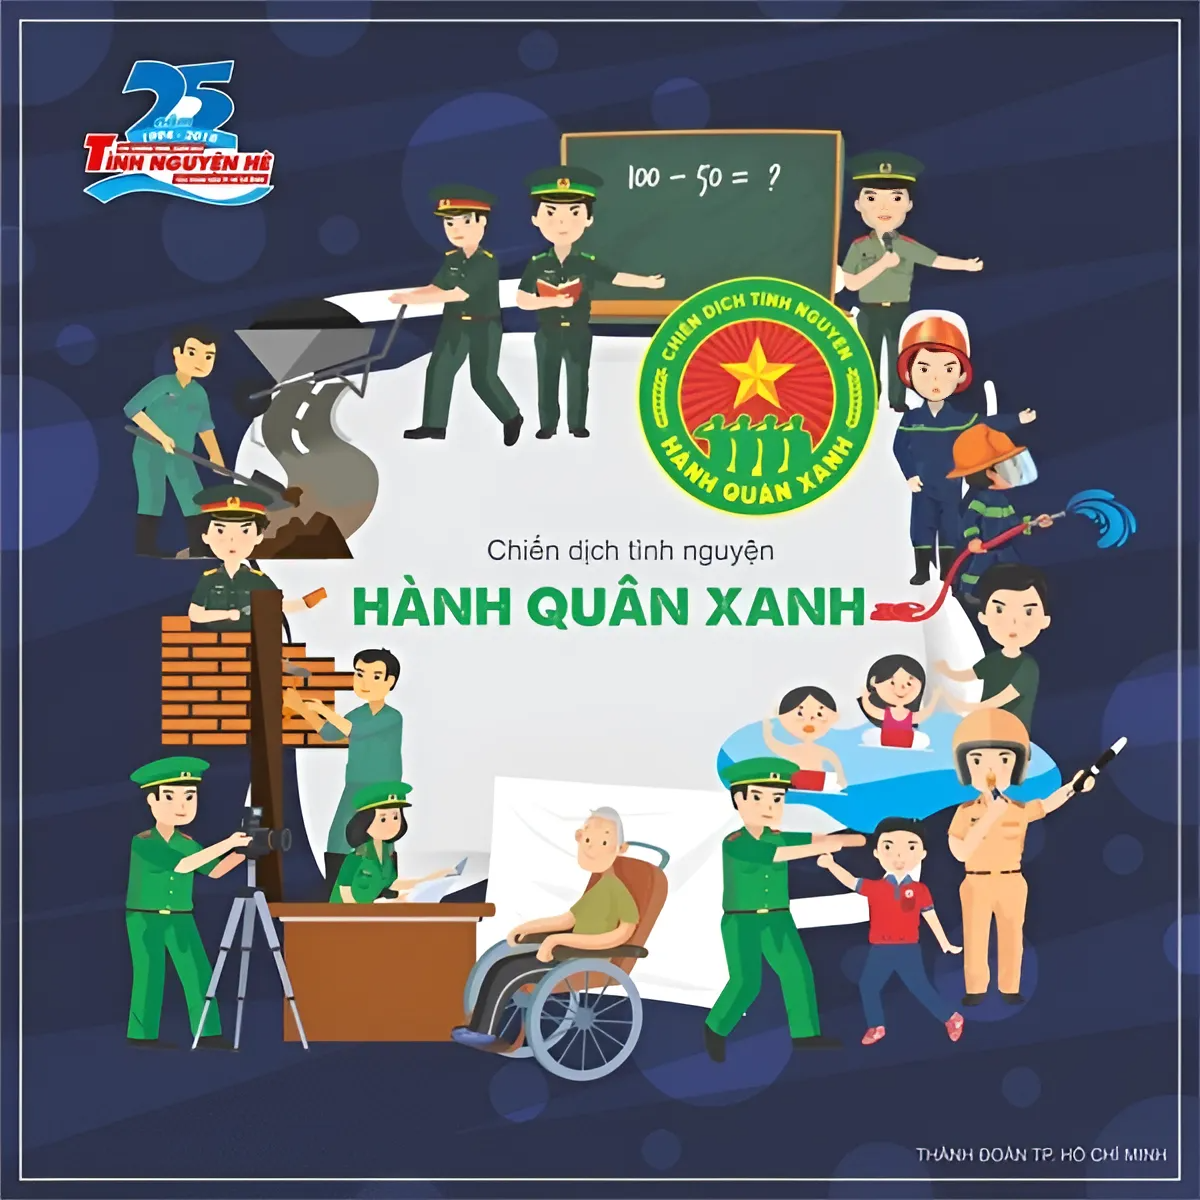 25
năm
1994 - 2018
TÌNH NGUYỆN HÈ
100 - 50 = ?
CHIẾN DỊCH TÌNH NGUYỆN
HÀNH QUÂN XANH
Chiến dịch tình nguyện
HÀNH QUÂN XANH
THÀNH ĐOÀN TP. HỒ CHÍ MINH